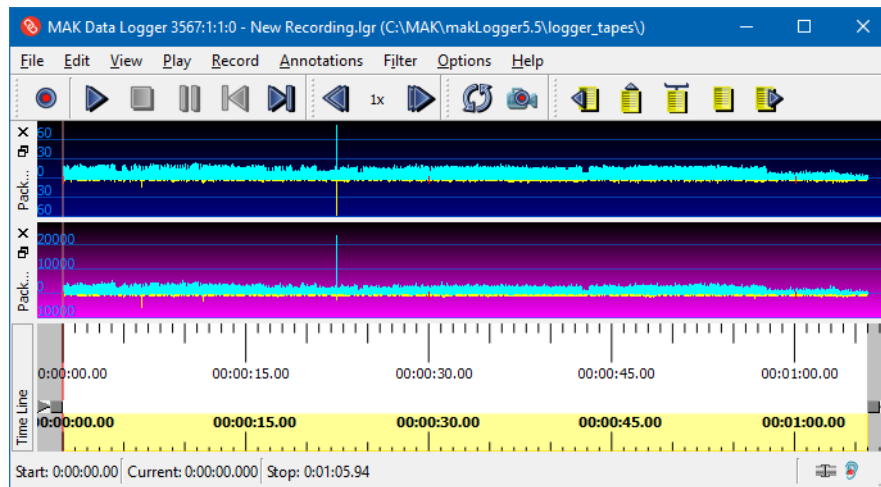 MAK Data Logger 3567:1:1:0 - New Recording.lgr (C:\MAK\makLogger5.5\logger_tapes\)
File Edit View Play Record Annotations Filter Options Help
1x
Pack...
60
30
0
30
60
Pack...
20000
10000
0
10000
Time Line
0:00:00.00 00:00:15.00 00:00:30.00 00:00:45.00 00:01:00.00
0:00:00.00 00:00:15.00 00:00:30.00 00:00:45.00 00:01:00.00
Start: 0:00:00.00 Current: 0:00:00.000 Stop: 0:01:05.94